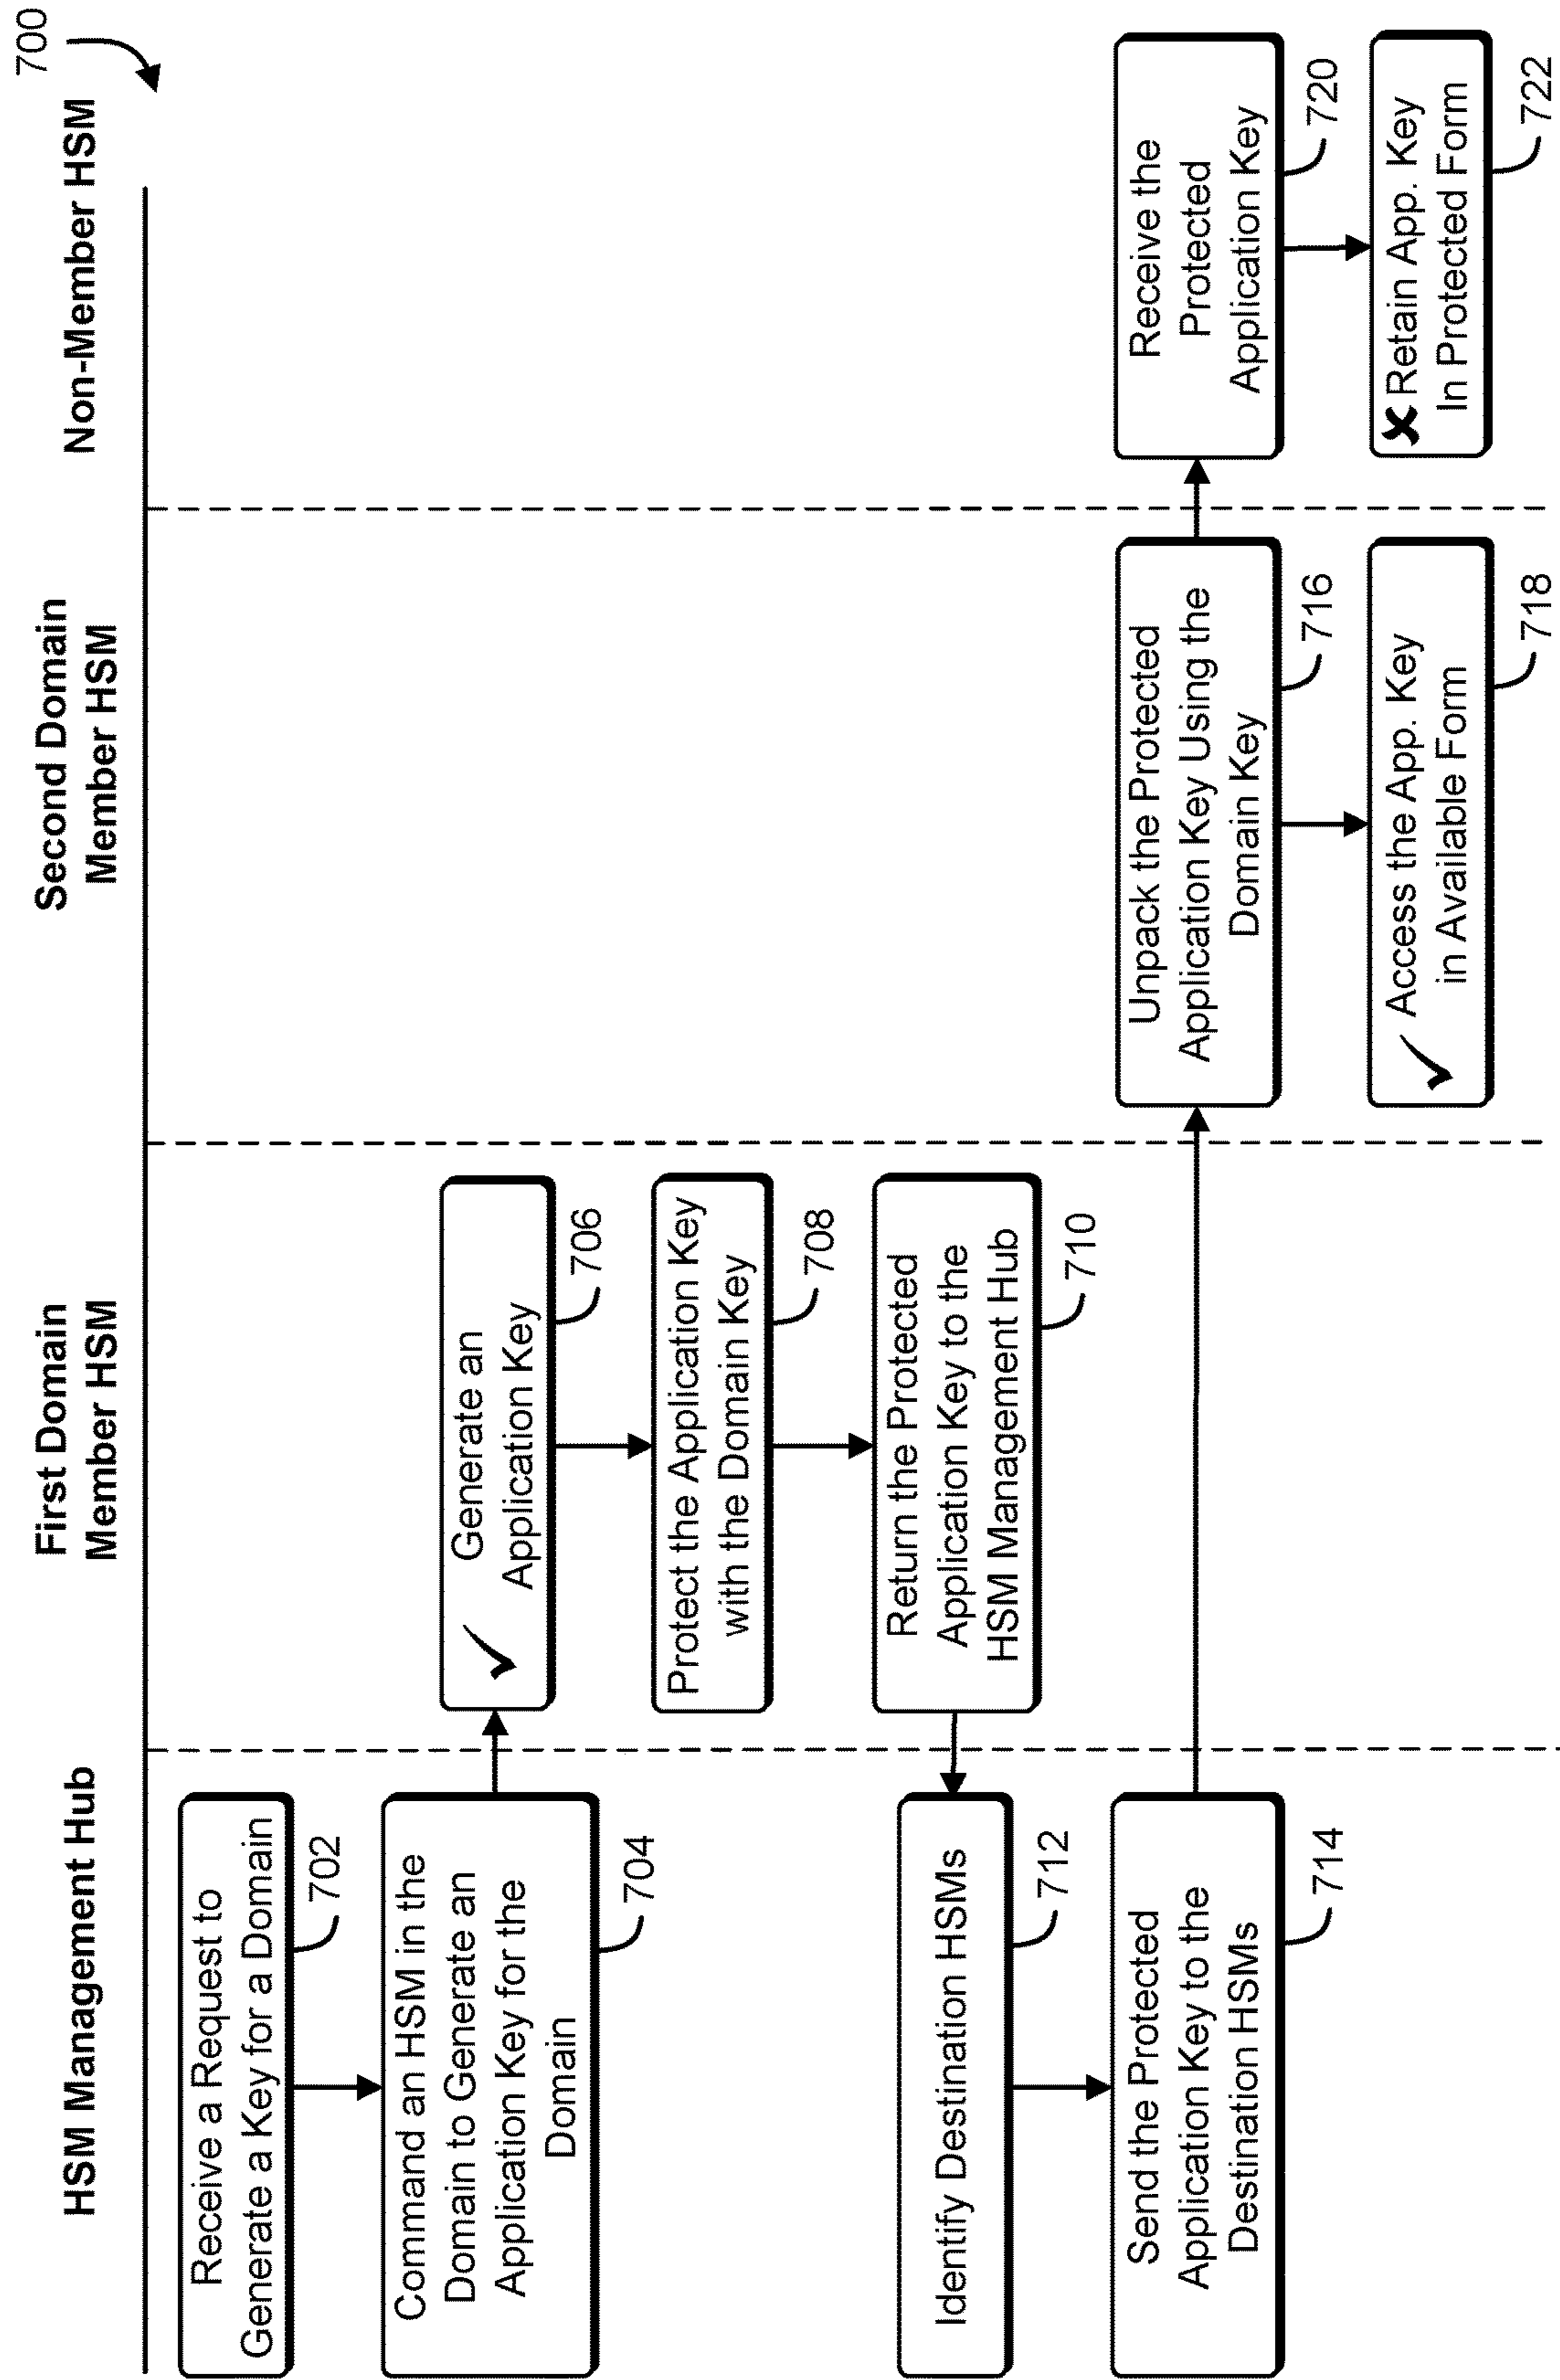 700
HSM Management Hub
First Domain
Member HSM
Second Domain
Member HSM
Non-Member HSM
Receive a Request to
Generate a Key for a Domain
702
Command an HSM in the
Domain to Generate an
Application Key for the
Domain
704
Generate an
Application Key
706
Protect the Application Key
with the Domain Key
708
Return the Protected
Application Key to the
HSM Management Hub
710
Identify Destination HSMs
712
Send the Protected
Application Key to the
Destination HSMs
714
Unpack the Protected
Application Key Using the
Domain Key
716
Access the App. Key
in Available Form
718
Receive the
Protected
Application Key
720
Retain App. Key
In Protected Form
722